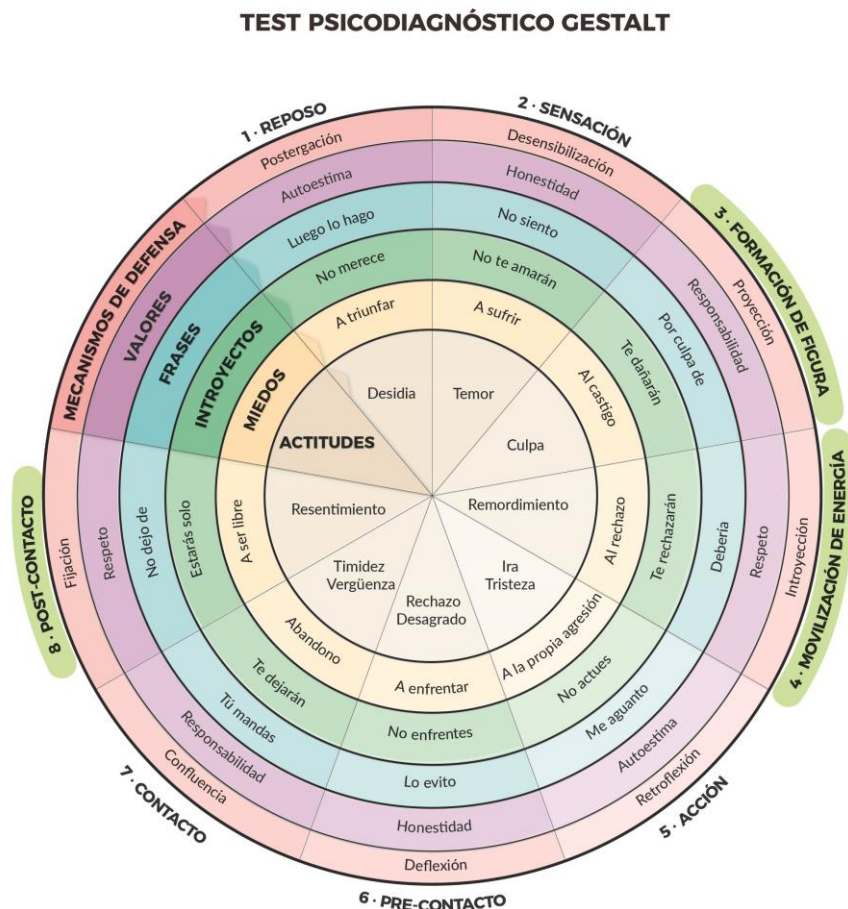 TEST PSICODIAGNÓSTICO GESTALT
1 · REPOSO
2 · SENSACIÓN
3 · FORMACIÓN DE FIGURA
4 · MOVILIZACIÓN DE ENERGÍA
5 · ACCIÓN
6 · PRE-CONTACTO
7 · CONTACTO
8 · POST-CONTACTO
MECANISMOS DE DEFENSA
VALORES
FRASES
INTROYECTOS
MIEDOS
ACTITUDES
Postergación
Autoestima
Luego lo hago
No merece
A triunfar
Desidia
Desensibilización
Honestidad
No siento
No te amarán
A sufrir
Temor
Proyección
Responsabilidad
Por culpa de
Te dañarán
Al castigo
Culpa
Introyección
Respeto
Debería
Te rechazarán
Al rechazo
Remordimiento
Retroflexión
Autoestima
Me aguanto
No actues
A la propia agresión
Ira
Tristeza
Deflexión
Honestidad
Lo evito
No enfrentes
A enfrentar
Rechazo
Desagrado
Confluencia
Responsabilidad
Tú mandas
Te dejarán
Abandono
Timidez
Vergüenza
Fijación
Respeto
No dejo de
Estarás solo
A ser libre
Resentimiento